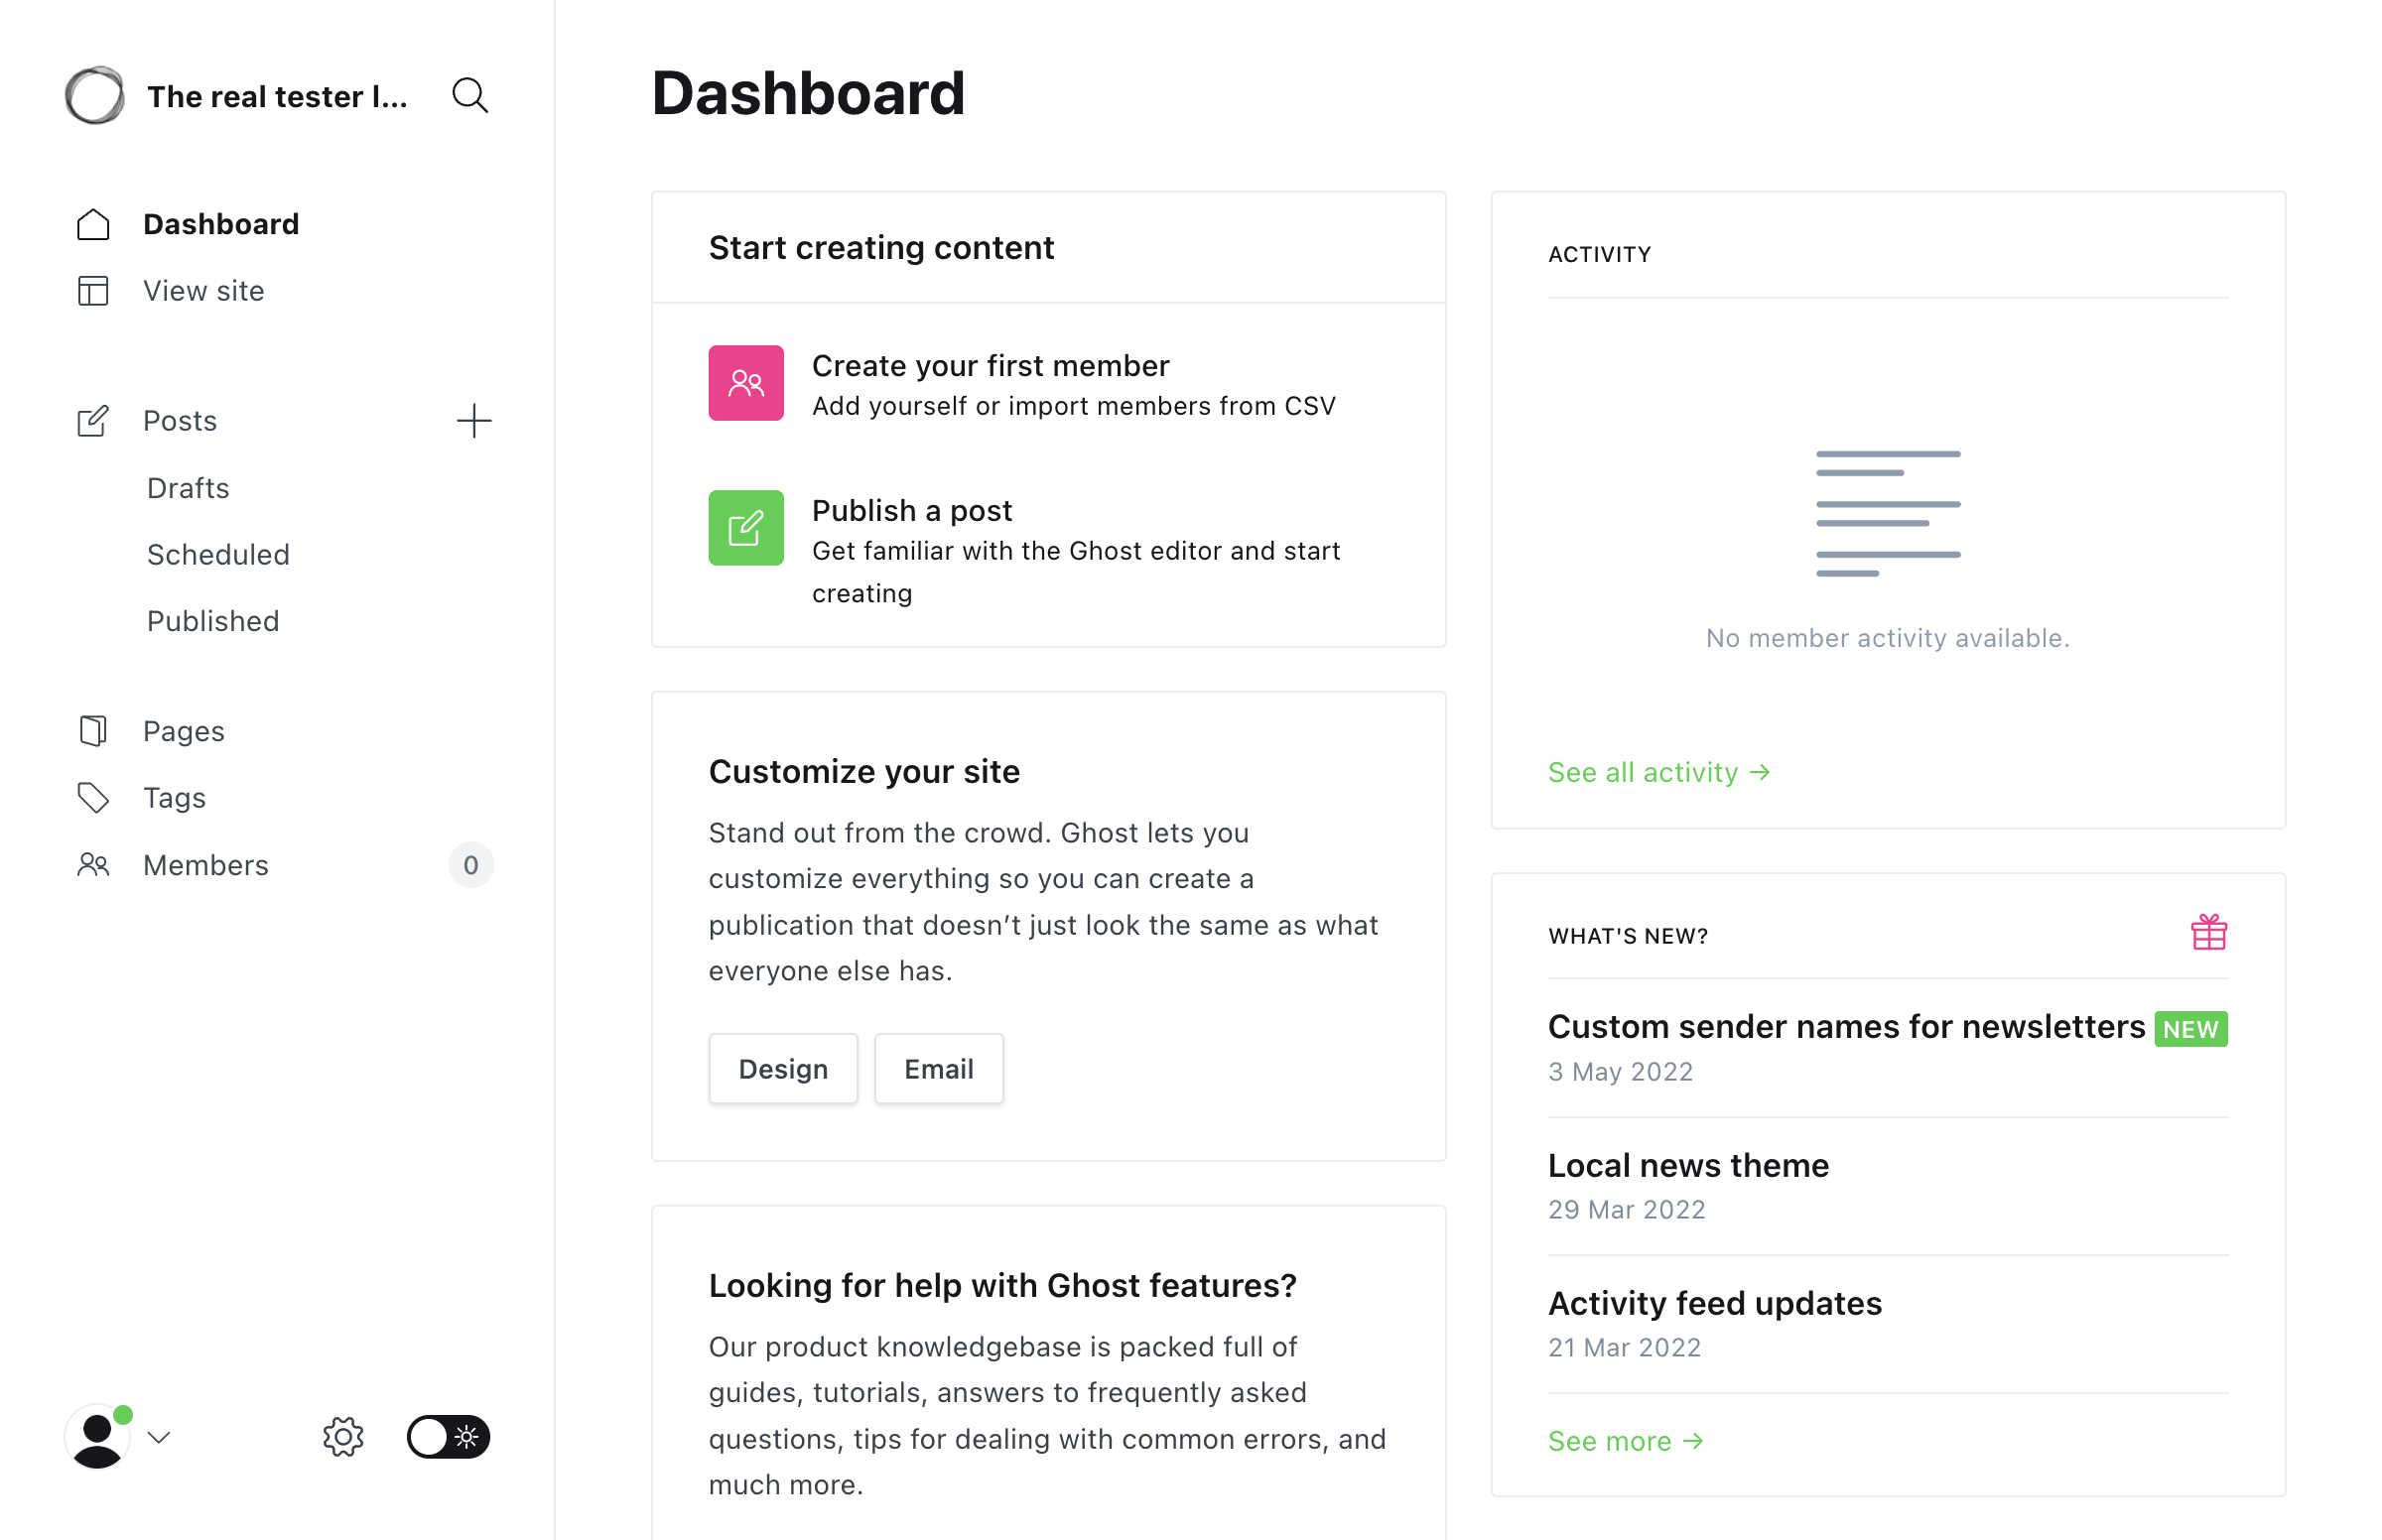 The real tester l...
Dashboard
View site
Posts
Drafts
Scheduled
Published
Pages
Tags
Members
0
Dashboard
Start creating content
Create your first member
Add yourself or import members from CSV
Publish a post
Get familiar with the Ghost editor and start
creating
Customize your site
Stand out from the crowd. Ghost lets you
customize everything so you can create a
publication that doesn’t just look the same as what
everyone else has.
Design
Email
Looking for help with Ghost features?
Our product knowledgebase is packed full of
guides, tutorials, answers to frequently asked
questions, tips for dealing with common errors, and
much more.
ACTIVITY
No member activity available.
See all activity →
WHAT'S NEW?
Custom sender names for newsletters NEW
3 May 2022
Local news theme
29 Mar 2022
Activity feed updates
21 Mar 2022
See more →